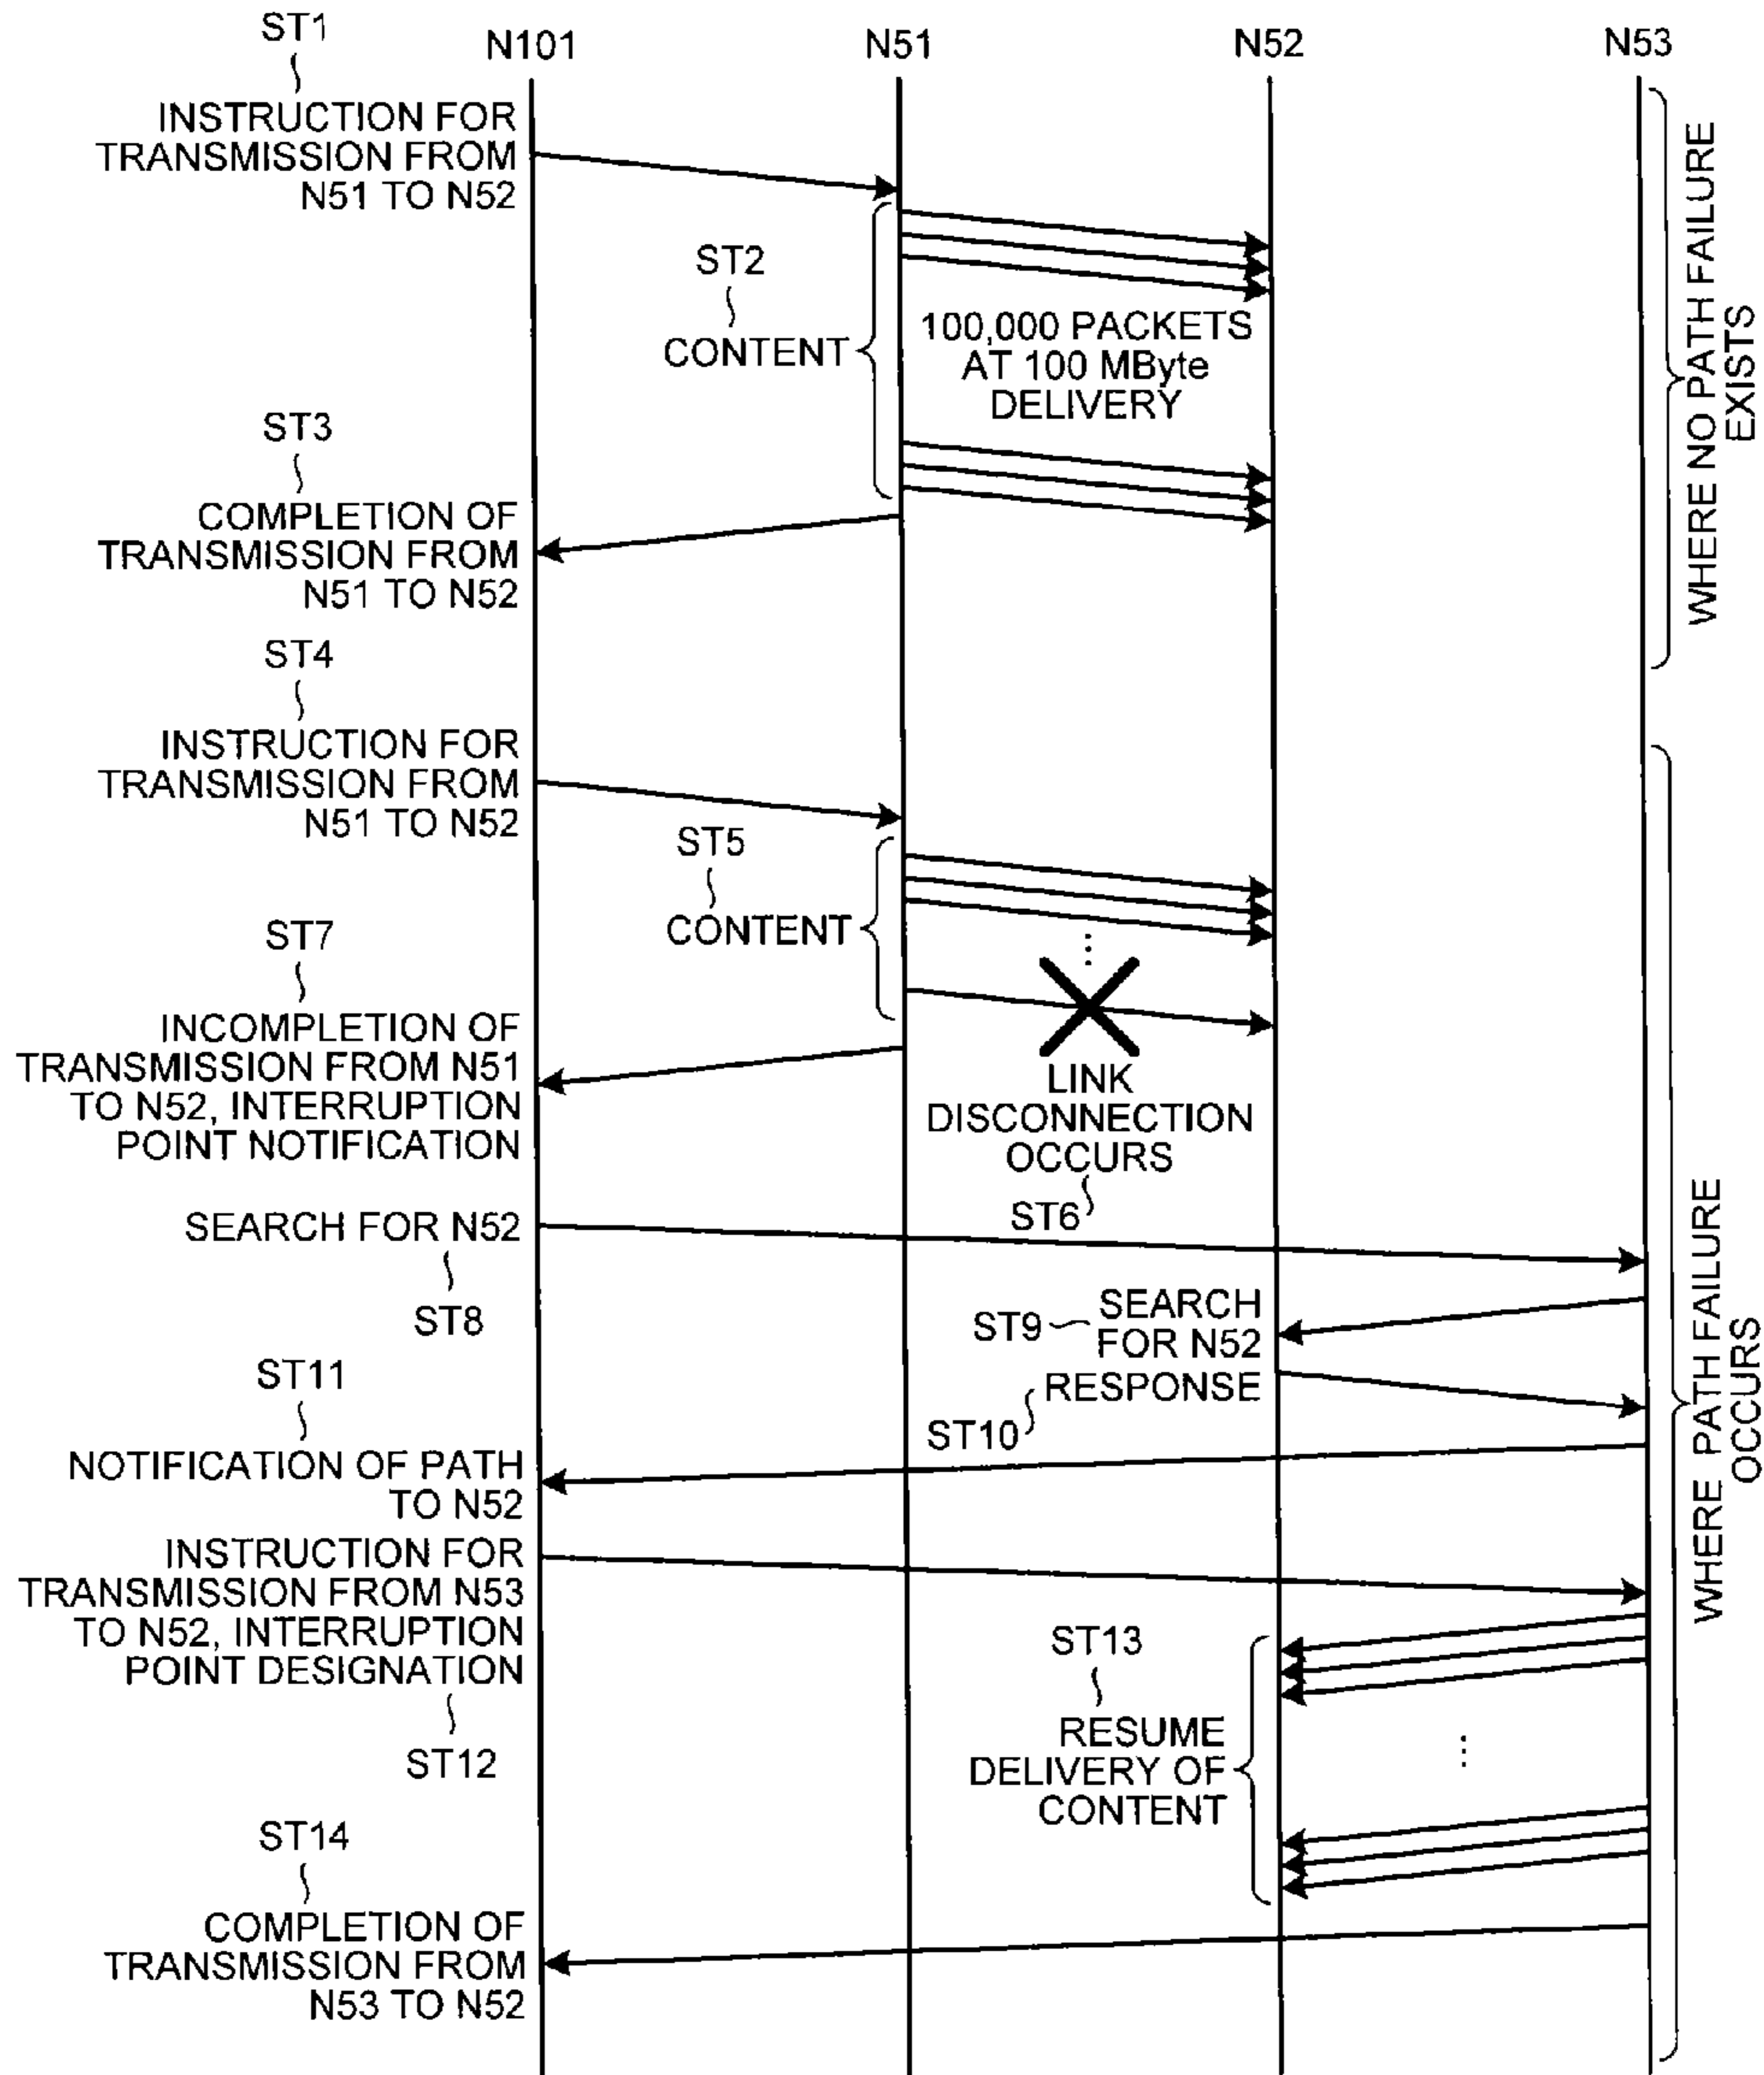 ST1
N101
N51
N52
N53
INSTRUCTION FOR
TRANSMISSION FROM
N51 TO N52
ST2
CONTENT
100,000 PACKETS
AT 100 MByte
DELIVERY
WHERE NO PATH FAILURE
EXISTS
ST3
COMPLETION OF
TRANSMISSION FROM
N51 TO N52
ST4
INSTRUCTION FOR
TRANSMISSION FROM
N51 TO N52
ST5
CONTENT
ST7
INCOMPLETION OF
TRANSMISSION FROM N51
TO N52, INTERRUPTION
POINT NOTIFICATION
LINK
DISCONNECTION
OCCURS
ST6
SEARCH FOR N52
ST8
ST9
SEARCH
FOR N52
RESPONSE
ST10
WHERE PATH FAILURE
OCCURS
ST11
NOTIFICATION OF PATH
TO N52
INSTRUCTION FOR
TRANSMISSION FROM N53
TO N52, INTERRUPTION
POINT DESIGNATION
ST12
ST13
RESUME
DELIVERY OF
CONTENT
ST14
COMPLETION OF
TRANSMISSION FROM
N53 TO N52